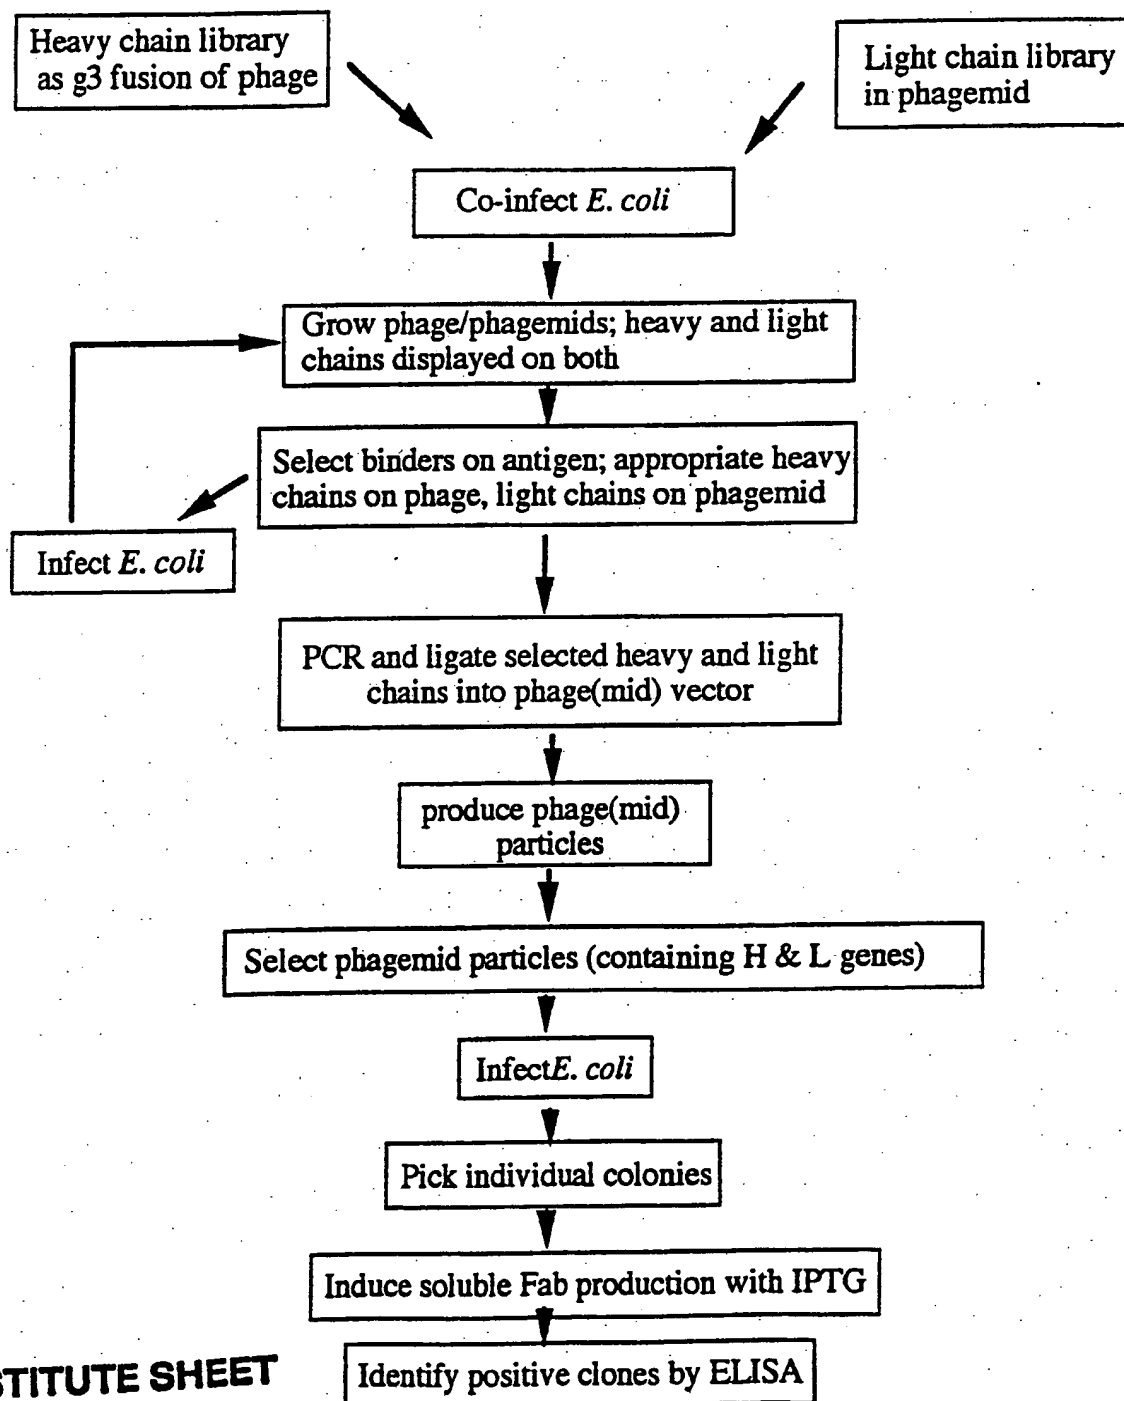 Heavy chain library
as g3 fusion of phage
Light chain library
in phagemid
Co-infect E. coli
Grow phage/phagemids; heavy and light
chains displayed on both
Select binders on antigen; appropriate heavy
chains on phage, light chains on phagemid
Infect E. coli
PCR and ligate selected heavy and light
chains into phage(mid) vector
produce phage(mid)
particles
Select phagemid particles (containing H & L genes)
InfectE. coli
Pick individual colonies
Induce soluble Fab production with IPTG
Identify positive clones by ELISA
STITUTE SHEET